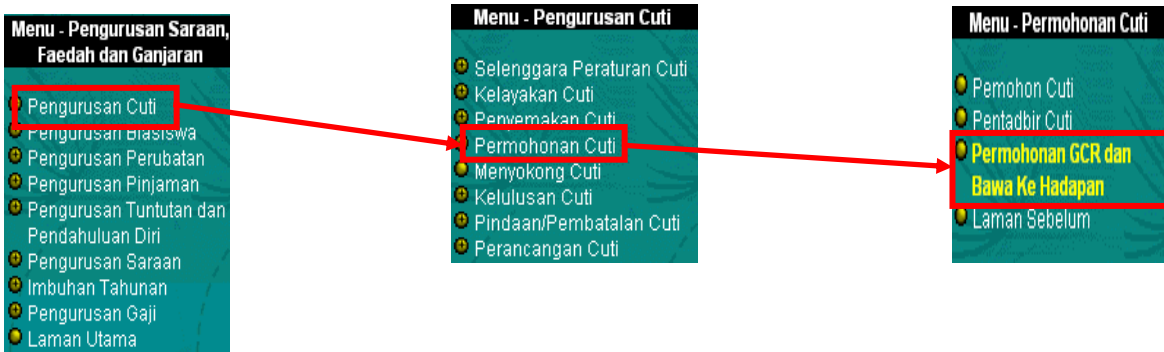 Menu - Pengurusan Saraan,
Faedah dan Ganjaran
Pengurusan Cuti
Pengurusan Biasiswa
Pengurusan Perubatan
Pengurusan Pinjaman
Pengurusan Tuntutan dan
Pendahuluan Diri
Pengurusan Saraan
Imbuhan Tahunan
Pengurusan Gaji
Laman Utama
Menu - Pengurusan Cuti
Selenggara Peraturan Cuti
Kelayakan Cuti
Penyemakan Cuti
Permohonan Cuti
Menyokong Cuti
Kelulusan Cuti
Pindaan/Pembatalan Cuti
Perancangan Cuti
Menu - Permohonan Cuti
Pemohon Cuti
Pentadbir Cuti
Permohonan GCR dan
Bawa Ke Hadapan
Laman Sebelum